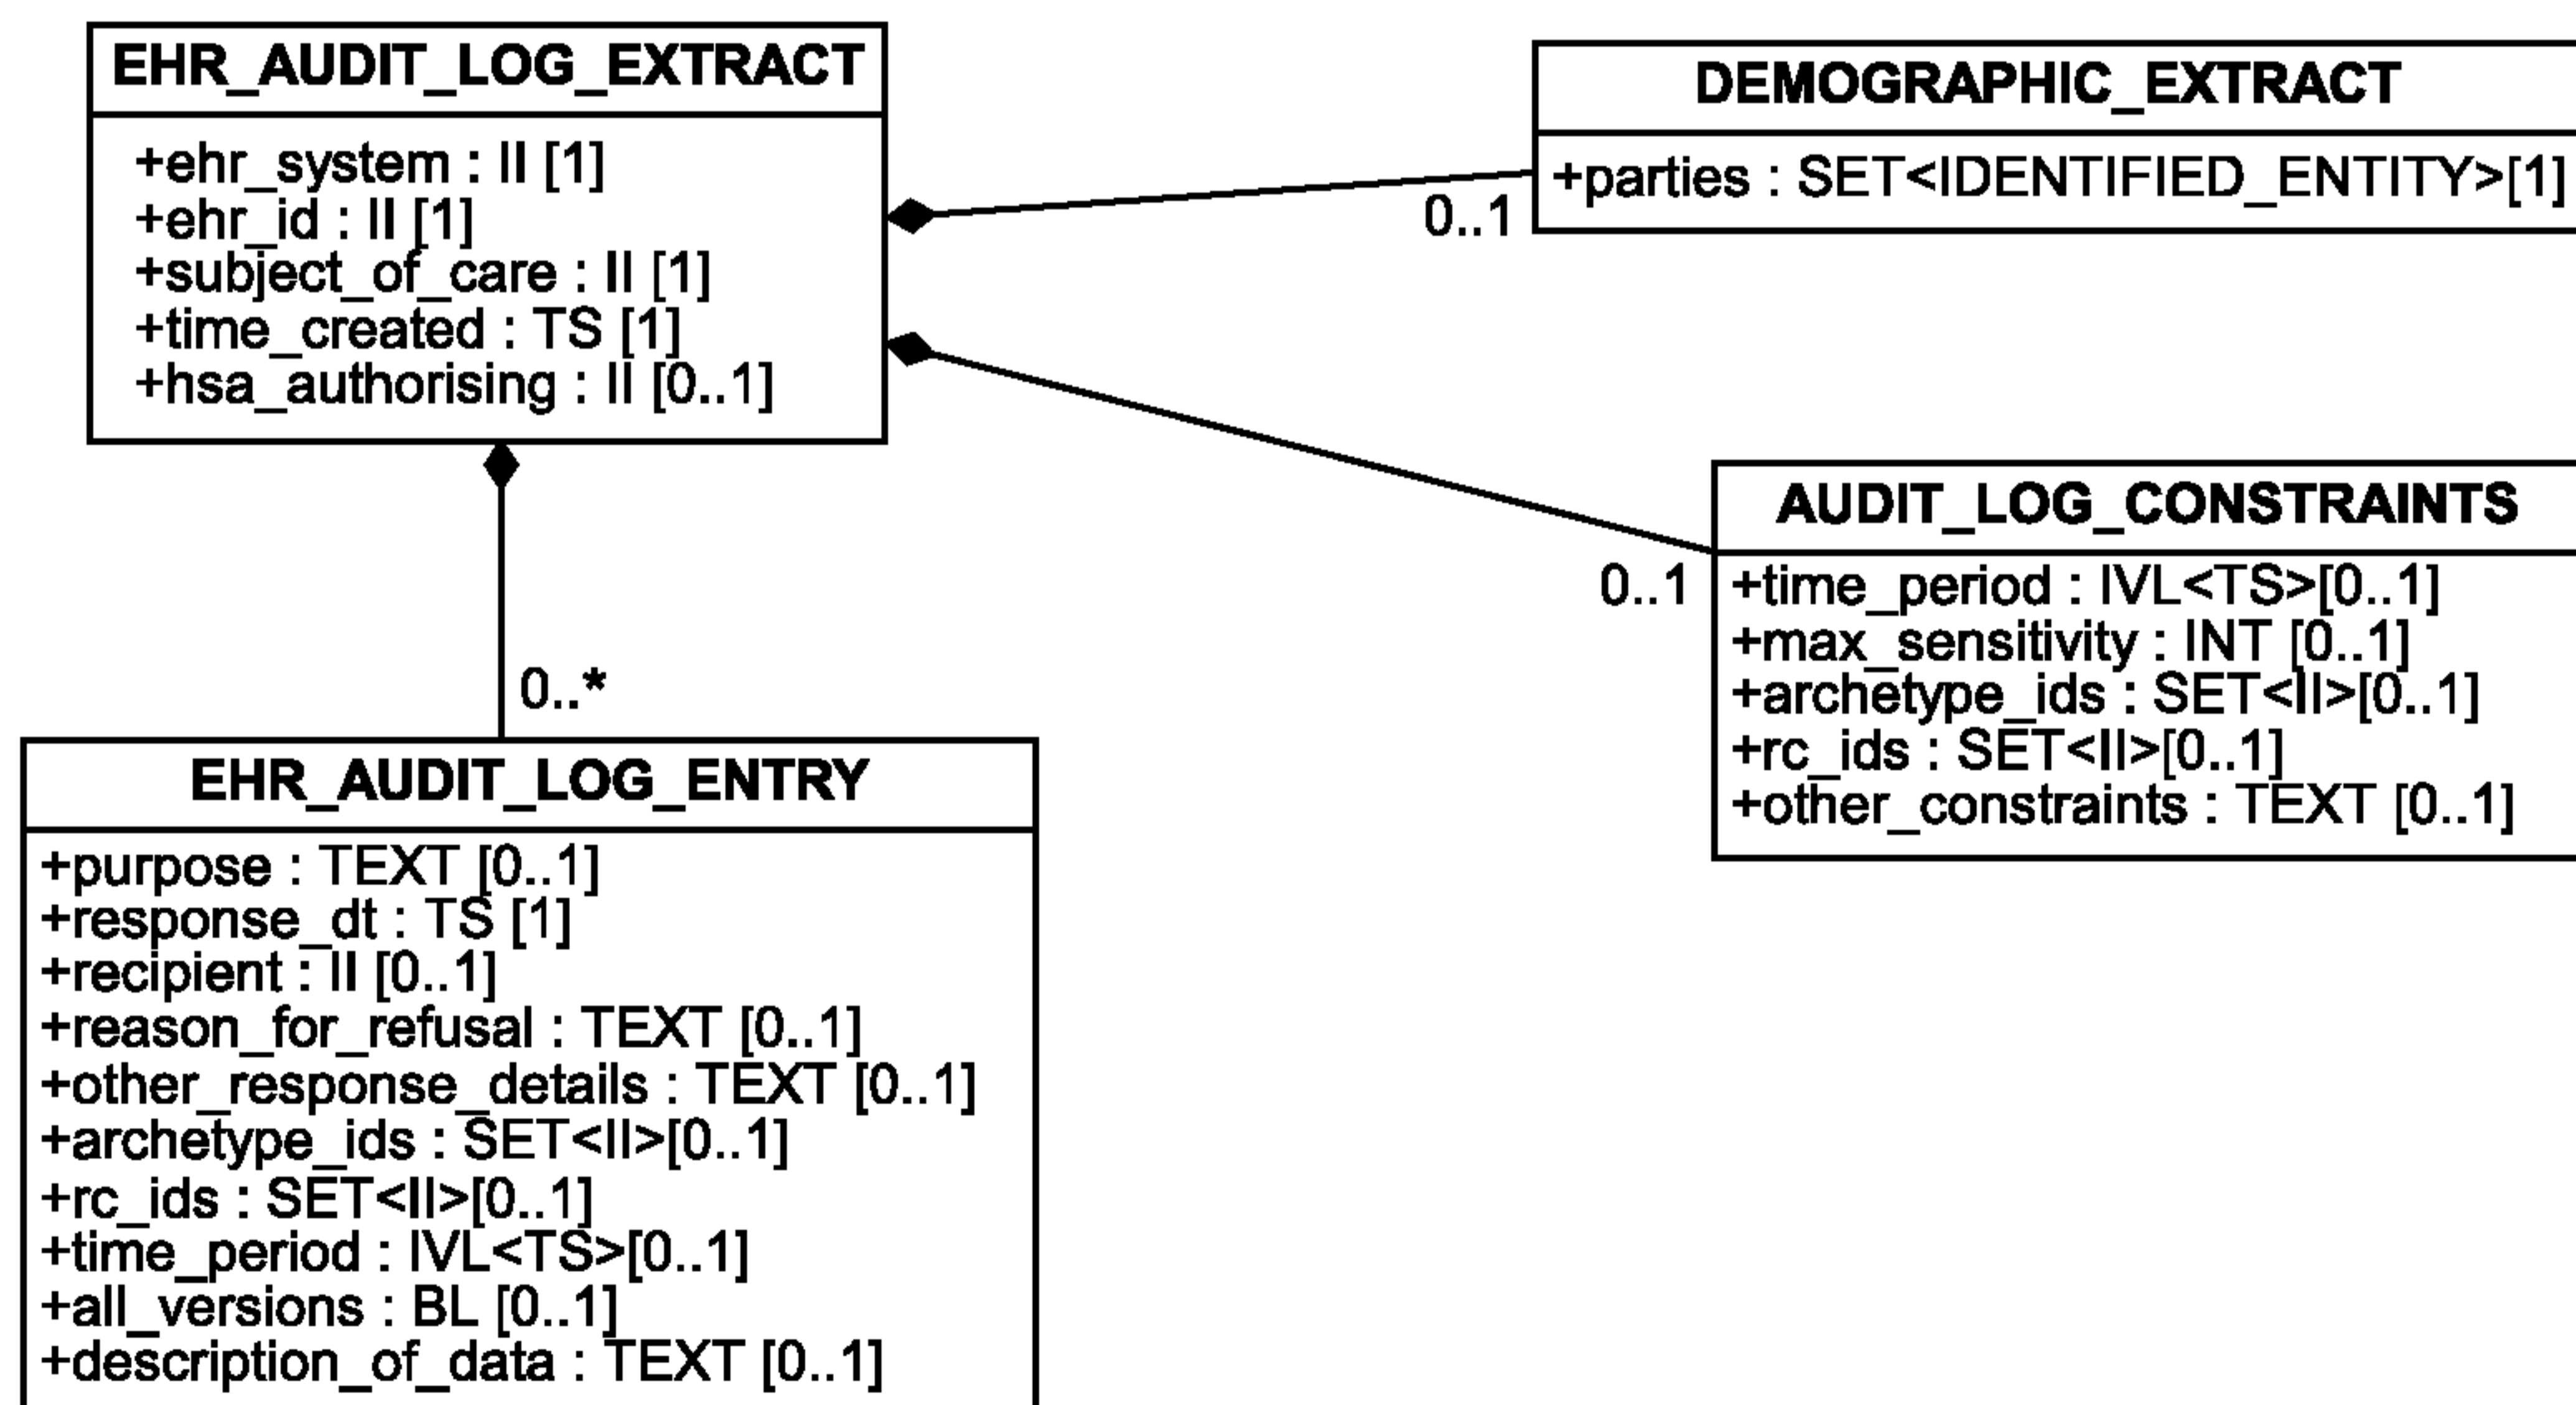 EHR_AUDIT_LOG_EXTRACT
+ehr_system : II [1]
+ehr_id : II [1]
+subject_of_care : II [1]
+time_created : TS [1]
+hsa_authorising : II [0..1]
DEMOGRAPHIC_EXTRACT
+parties : SET<IDENTIFIED_ENTITY>[1]
0..1
AUDIT_LOG_CONSTRAINTS
+time_period : IVL<TS>[0..1]
+max_sensitivity : INT [0..1]
+archetype_ids : SET<II>[0..1]
+rc_ids : SET<II>[0..1]
+other_constraints : TEXT [0..1]
0..1
0..*
EHR_AUDIT_LOG_ENTRY
+purpose : TEXT [0..1]
+response_dt : TS [1]
+recipient : II [0..1]
+reason_for_refusal : TEXT [0..1]
+other_response_details : TEXT [0..1]
+archetype_ids : SET<II>[0..1]
+rc_ids : SET<II>[0..1]
+time_period : IVL<TS>[0..1]
+all_versions : BL [0..1]
+description_of_data : TEXT [0..1]